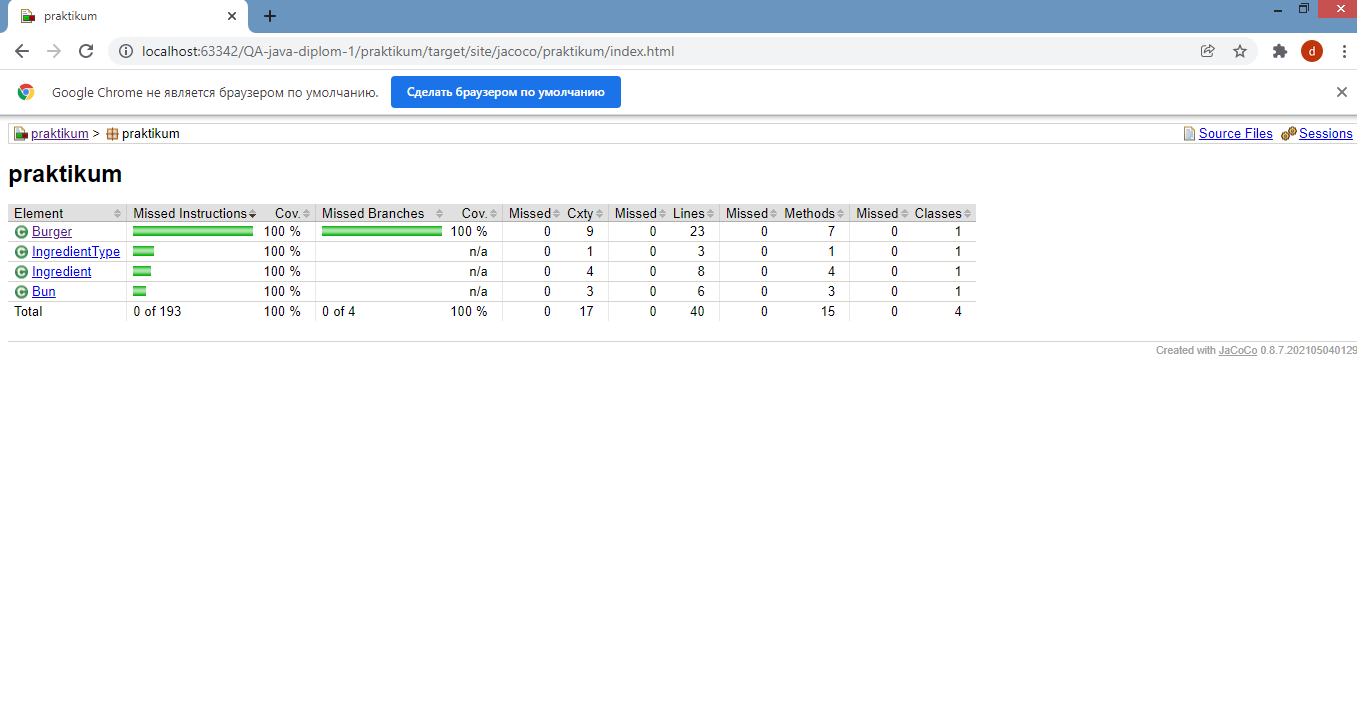 praktikum
localhost:63342/QA-java-diplom-1/praktikum/target/site/jacoco/praktikum/index.html
d
Google Chrome не является браузером по умолчанию. Сделать браузером по умолчанию
praktikum > praktikum Source Files Sessions
praktikum
Element Missed Instructions Cov. Missed Branches Cov. Missed Cxty Missed Lines Missed Methods Missed Classes
Burger 100 % 100 % 0 9 0 23 0 7 0 1
IngredientType 100 % n/a 0 1 0 3 0 1 0 1
Ingredient 100 % n/a 0 4 0 8 0 4 0 1
Bun 100 % n/a 0 3 0 6 0 3 0 1
Total 0 of 193 100 % 0 of 4 100 % 0 17 0 40 0 15 0 4
Created with JaCoCo 0.8.7.202105040129